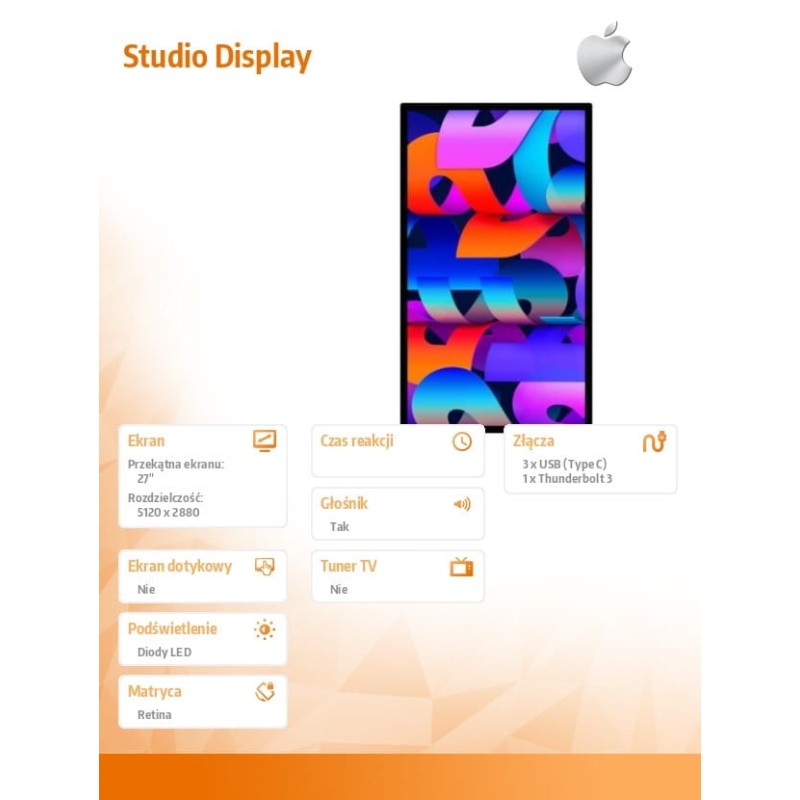 Studio Display
Ekran
Przekątna ekranu:
27"
Rozdzielczość:
5120 x 2880
Ekran dotykowy
Nie
Podświetlenie
Diody LED
Matryca
Retina
Czas reakcji
Głośnik
Tak
Tuner TV
Nie
Złącza
3 x USB (Type C)
1 x Thunderbolt 3